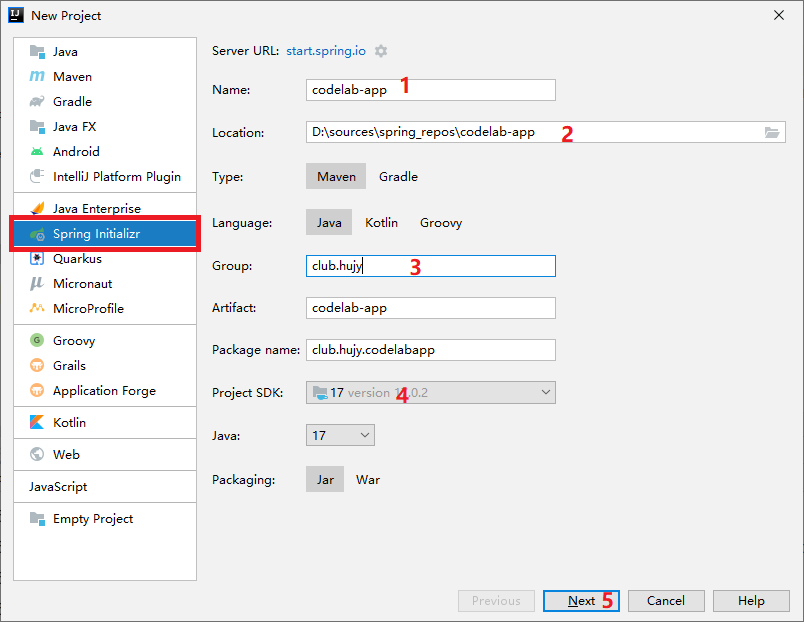 New Project
Java
Maven
Gradle
Java FX
Android
IntelliJ Platform Plugin
Java Enterprise
Spring Initializr
Quarkus
Micronaut
MicroProfile
Groovy
Grails
Application Forge
Kotlin
Web
JavaScript
Empty Project
Server URL: start.spring.io
Name: codelab-app 1
Location: D:\sources\spring_repos\codelab-app 2
Type: Maven Gradle
Language: Java Kotlin Groovy
Group: club.hujy 3
Artifact: codelab-app
Package name: club.hujy.codelabapp
Project SDK: 17 version 4 .0.2
Java: 17
Packaging: Jar War
Previous Next 5 Cancel Help